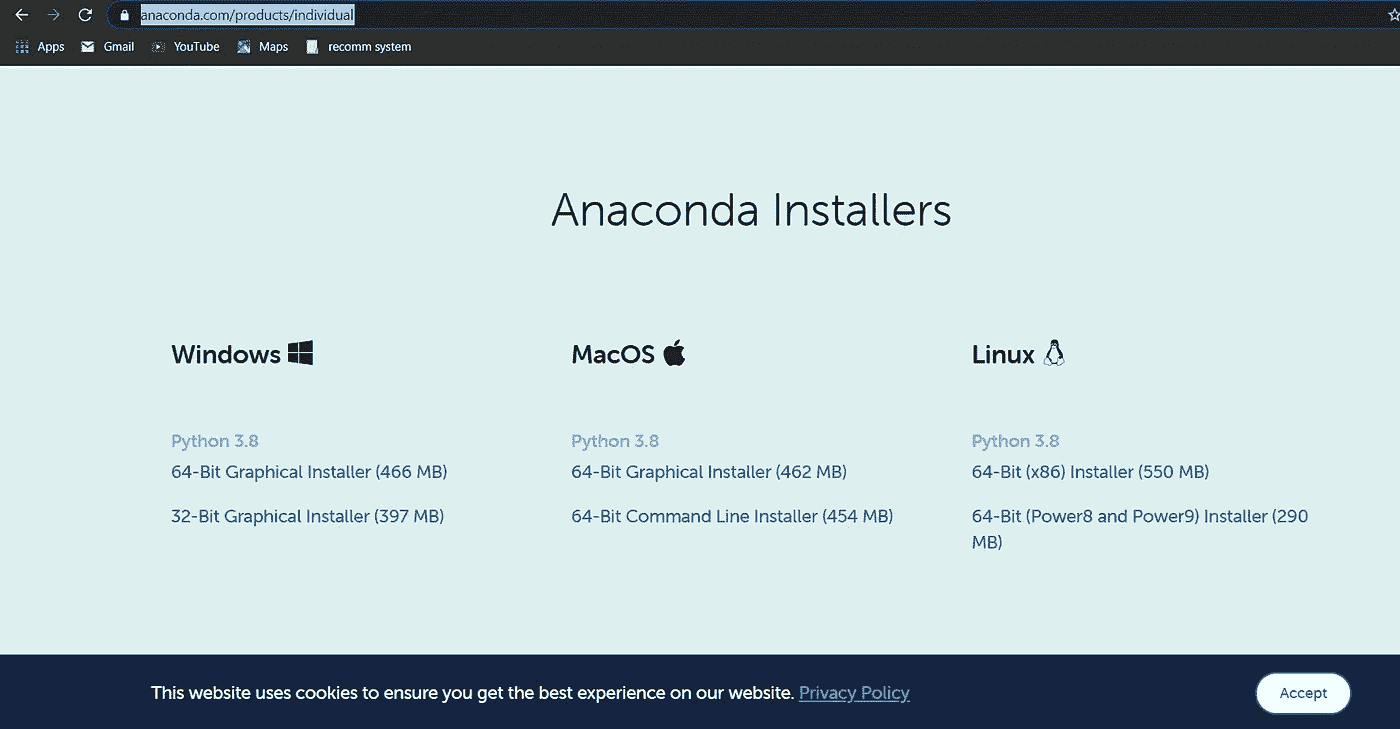 anaconda.com/products/individual
Apps Gmail YouTube Maps recomm system
Anaconda Installers
Windows
MacOS
Linux
Python 3.8
64-Bit Graphical Installer (466 MB)
32-Bit Graphical Installer (397 MB)
Python 3.8
64-Bit Graphical Installer (462 MB)
64-Bit Command Line Installer (454 MB)
Python 3.8
64-Bit (x86) Installer (550 MB)
64-Bit (Power8 and Power9) Installer (290
MB)
This website uses cookies to ensure you get the best experience on our website. Privacy Policy
Accept